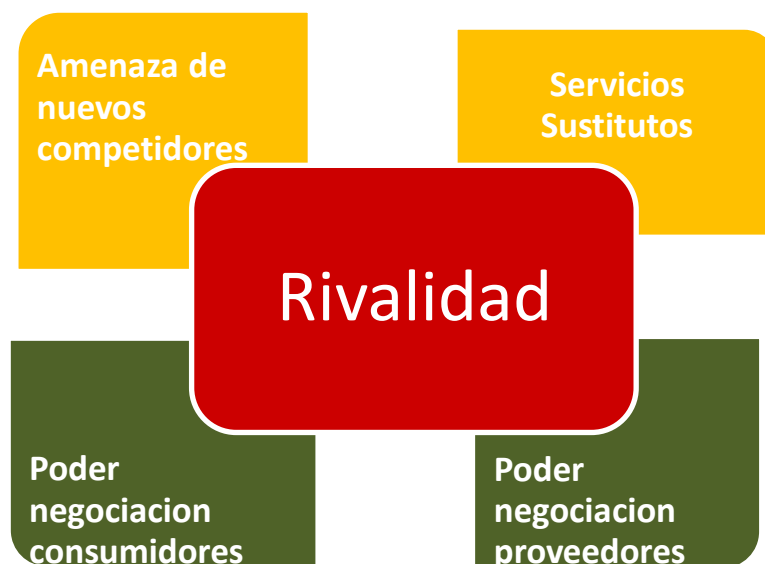 Amenaza de
nuevos
competidores
Servicios
Sustitutos
Rivalidad
Poder
negociacion
consumidores
Poder
negociacion
proveedores